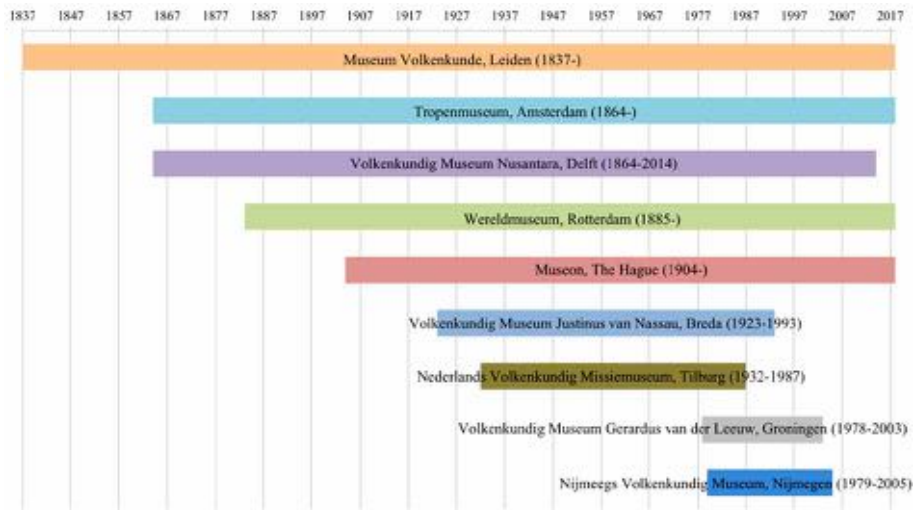 1837 1847 1857 1867 1877 1887 1897 1907 1917 1927 1937 1947 1957 1967 1977 1987 1997 2007 2017
Museum Volkenkunde, Leiden (1837-)
Tropenmuseum, Amsterdam (1864-)
Volkenkundig Museum Nusantara, Delft (1864-2014)
Wereldmuseum, Rotterdam (1885-)
Museon, The Hague (1904-)
Volkenkundig Museum Justinus van Nassau, Breda (1923-1993)
Nederlands Volkenkundig Missiemuseum, Tilburg (1932-1987)
Volkenkundig Museum Gerardus van der Leeuw, Groningen (1978-2003)
Nijmeegs Volkenkundig Museum, Nijmegen (1979-2005)